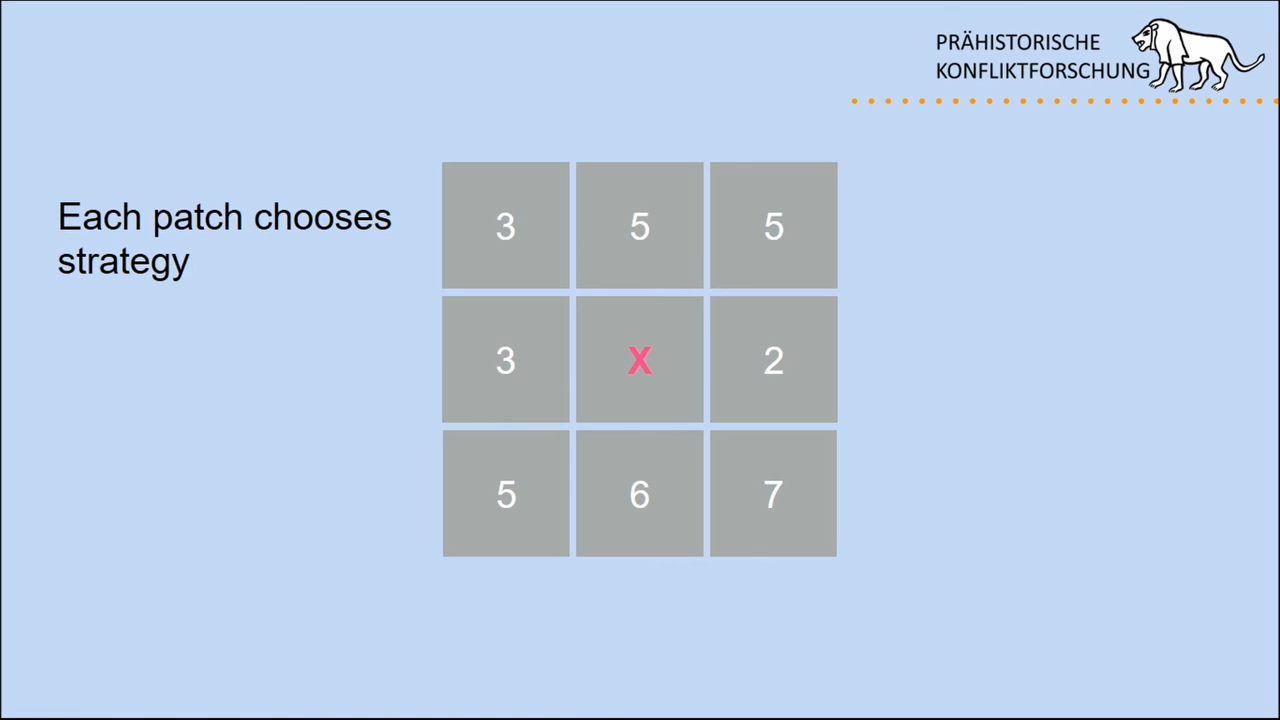 PRÄHISTORISCHE
KONFLIKTFORSCHUNG
Each patch chooses
strategy
3 5 5
3 X 2
5 6 7